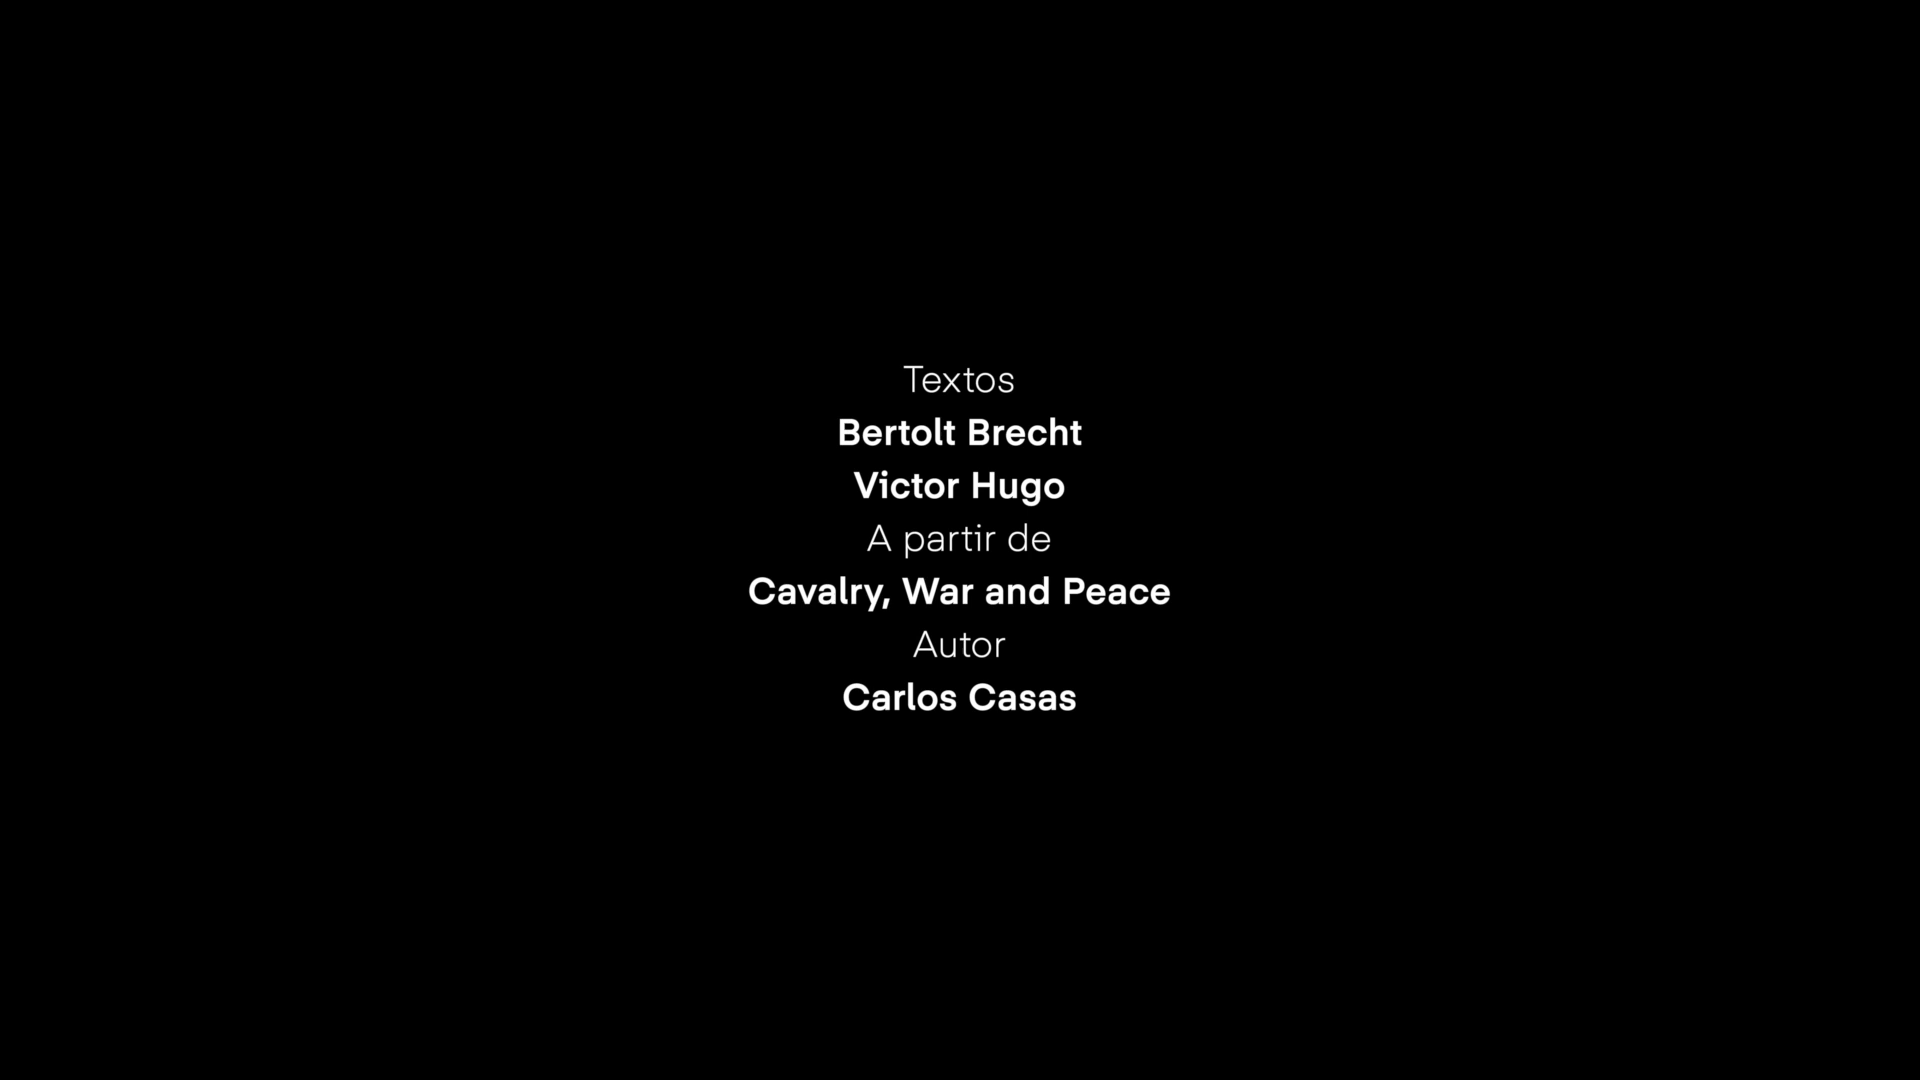 Textos
Bertolt Brecht
Victor Hugo
A partir de
Cavalry, War and Peace
Autor
Carlos Casas